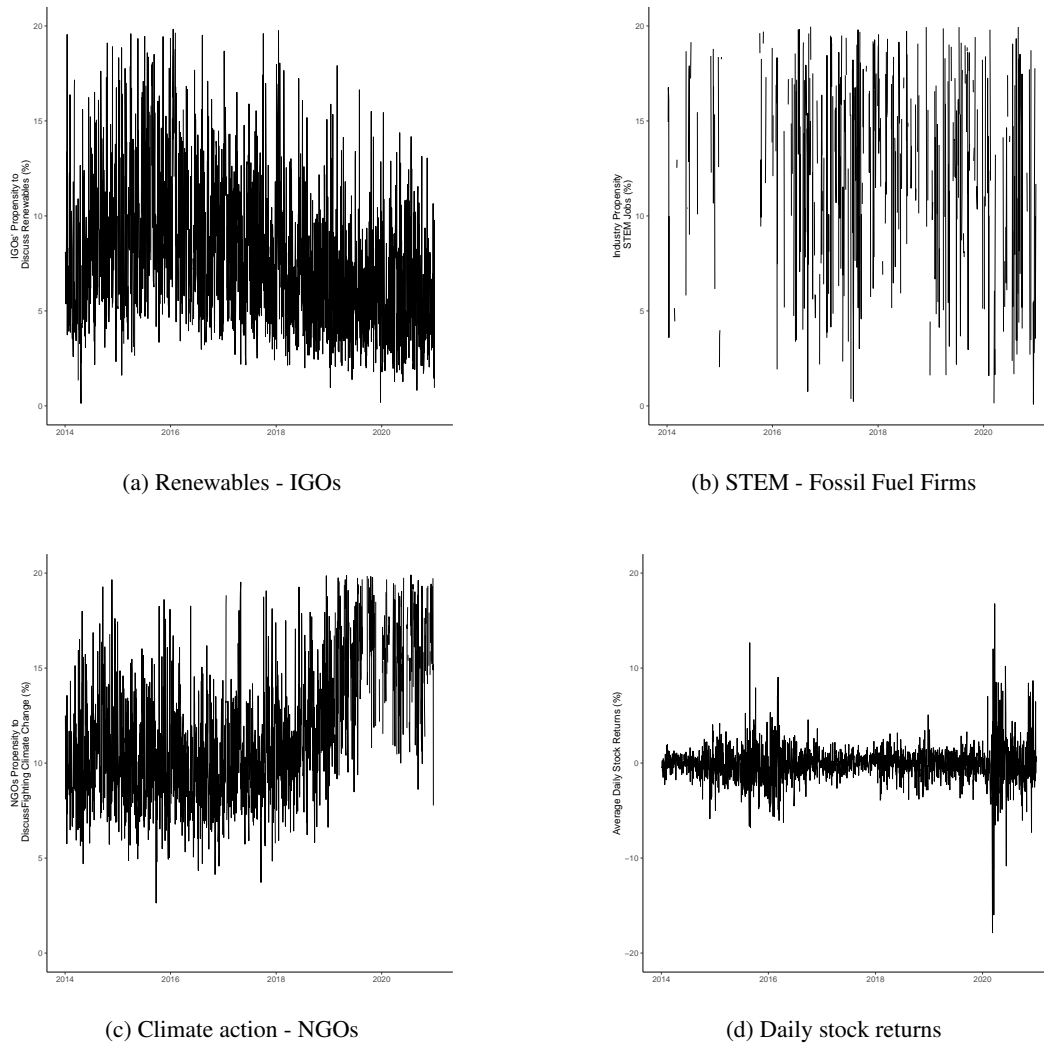 20
15
10
5
0
IGOs' Propensity to
Discuss Renewables (%)
2014 2016 2018 2020
(a) Renewables - IGOs
20
15
10
5
0
Industry Propensity
STEM Jobs (%)
2014 2016 2018 2020
(b) STEM - Fossil Fuel Firms
20
15
10
5
0
NGOs Propensity to
DiscussFighting Climate Change (%)
2014 2016 2018 2020
(c) Climate action - NGOs
20
10
0
−10
−20
Average Daily Stock Returns (%)
2014 2016 2018 2020
(d) Daily stock returns